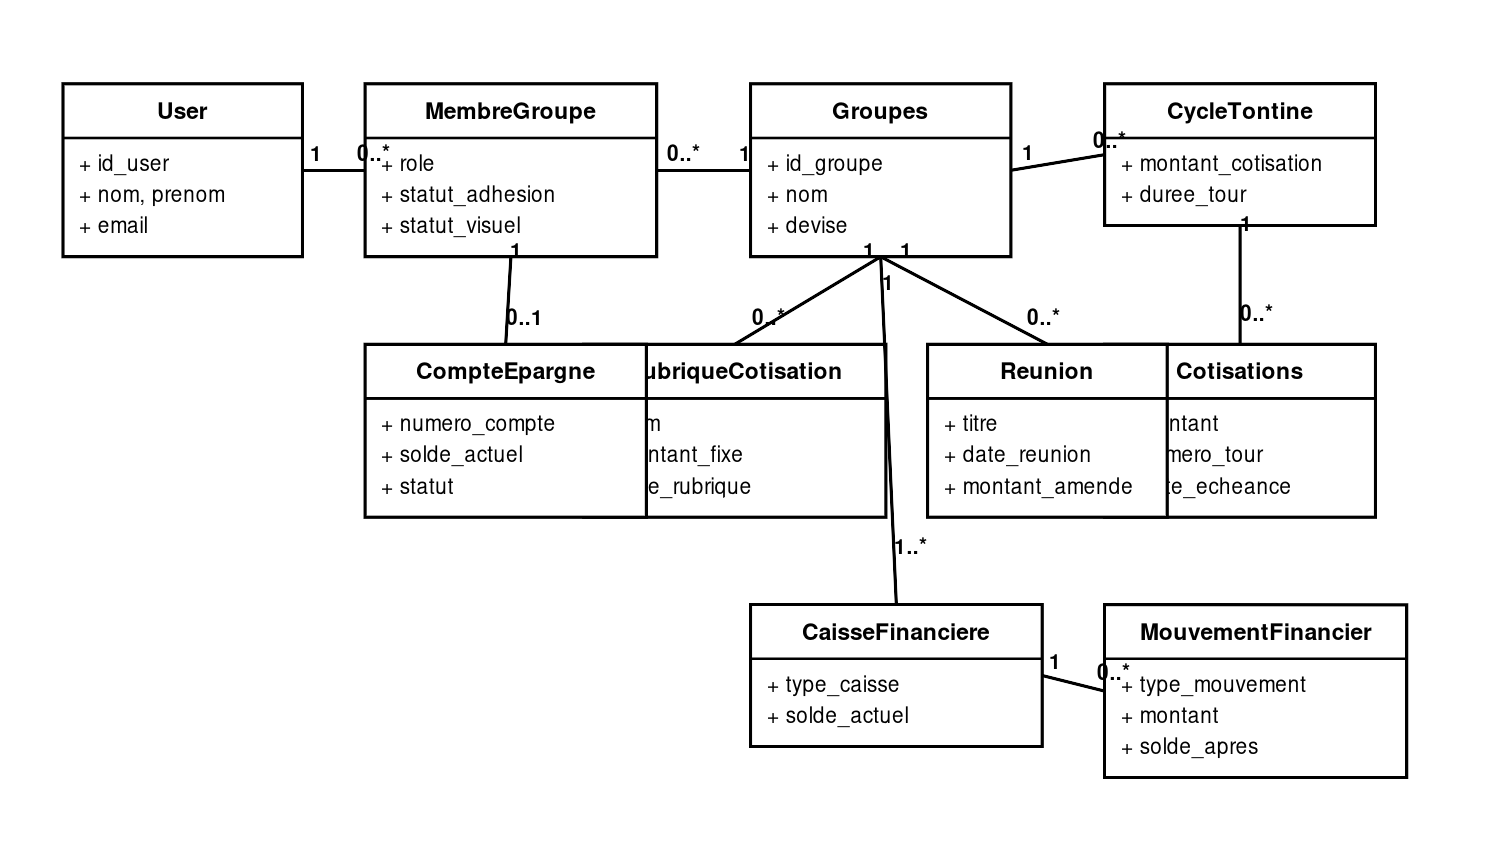 User
+ id_user
+ nom, prenom
+ email
1
0..*
MembreGroupe
+ role
+ statut_adhesion
+ statut_visuel
0..*
1
Groupes
+ id_groupe
+ nom
+ devise
1
0..*
CycleTontine
+ montant_cotisation
+ duree_tour
1
0..1
1
0..*
1
1
0..*
1
0..*
CompteEpargne
+ numero_compte
+ solde_actuel
+ statut
ubriqueCotisation
m
ntant_fixe
e_rubrique
Reunion
+ titre
+ date_reunion
+ montant_amende
Cotisations
ntant
mero_tour
te_echeance
1..*
CaisseFinanciere
+ type_caisse
+ solde_actuel
1
0..*
MouvementFinancier
+ type_mouvement
+ montant
+ solde_apres